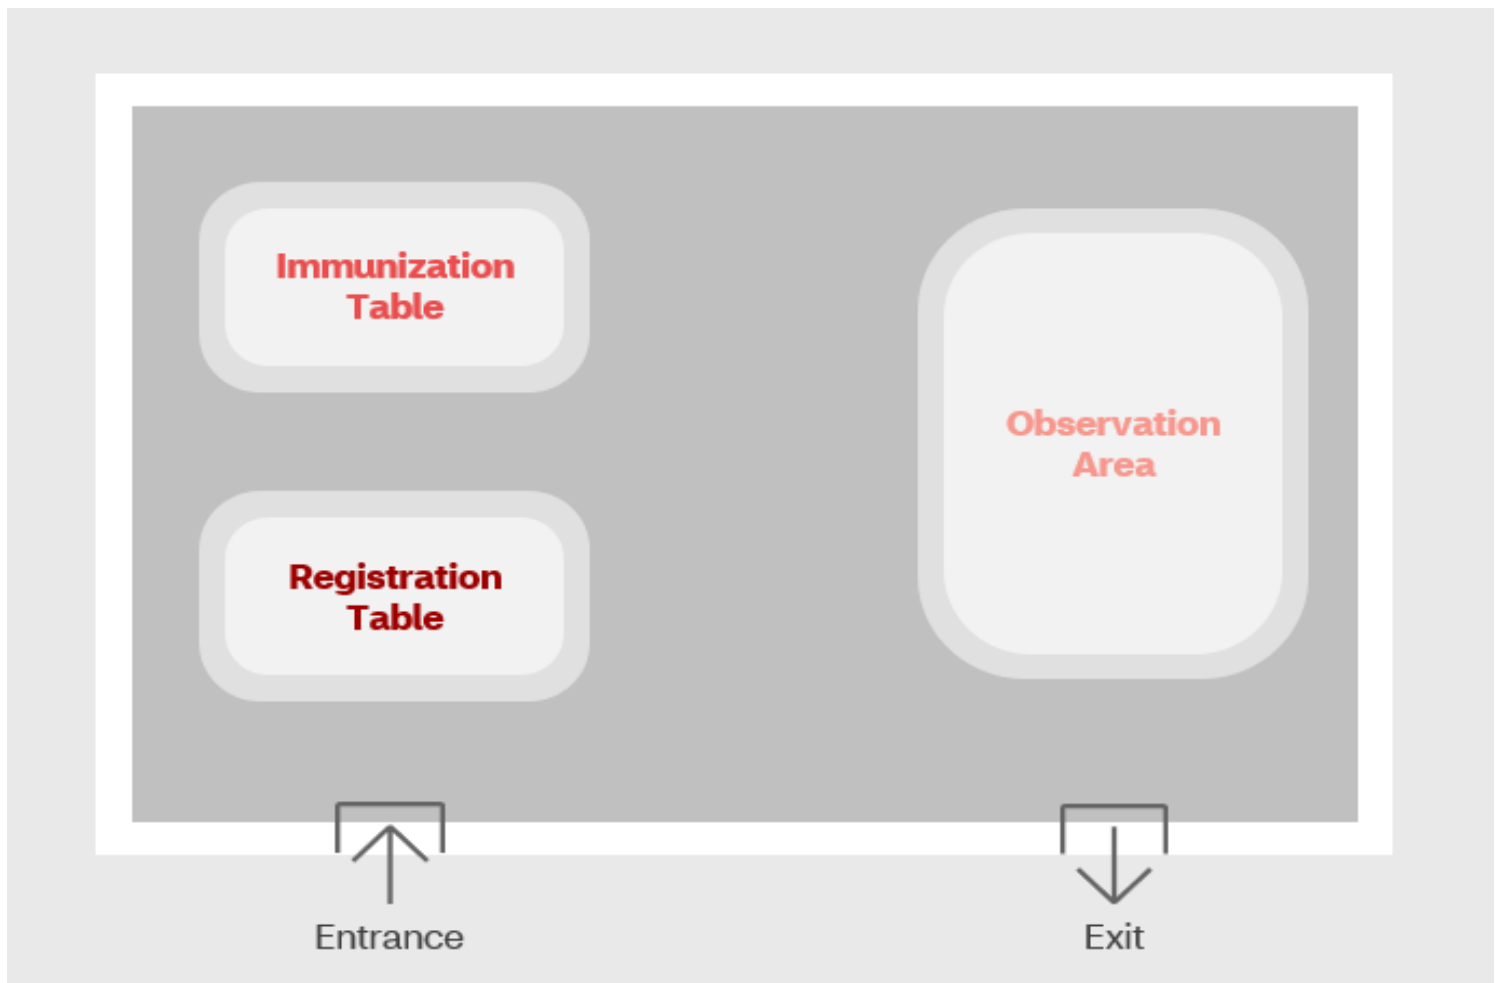 Immunization
Table
Observation
Area
Registration
Table
Entrance
Exit